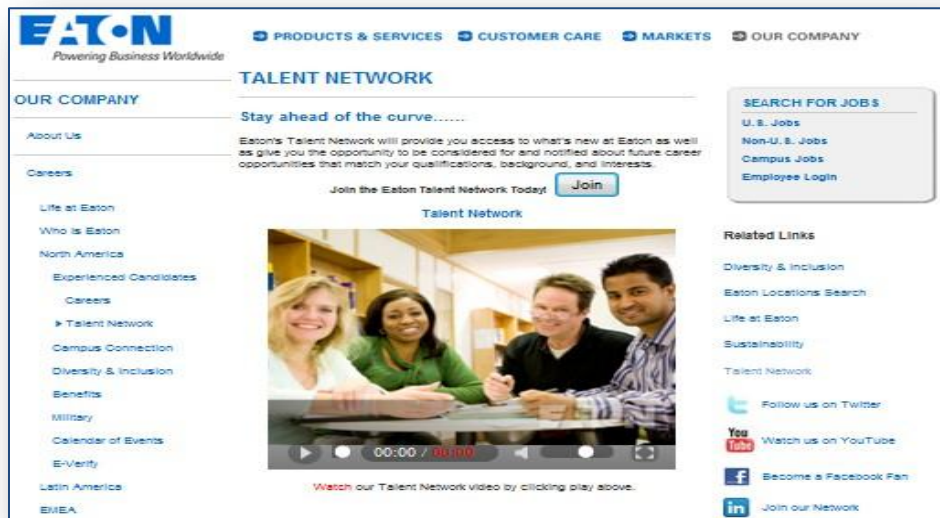 EATON
Powering Business Worldwide
PRODUCTS & SERVICES CUSTOMER CARE MARKETS OUR COMPANY
OUR COMPANY
About Us
Careers
Life at Eaton
Who is Eaton
North America
Experienced Candidates
Careers
Talent Network
Campus Connection
Diversity & Inclusion
Benefits
Military
Calendar of Events
E-Verify
Latin America
EMEA
TALENT NETWORK
Stay ahead of the curve......
Eaton's Talent Network will provide you access to what's new at Eaton as well
as give you the opportunity to be considered for and notified about future career
opportunities that match your qualifications, background, and interests.
Join the Eaton Talent Network Today! Join
Talent Network
EATON
00:00 / 00:00
Watch our Talent Network video by clicking play above.
SEARCH FOR JOBS
U.S. Jobs
Non-U.S. Jobs
Campus Jobs
Employee Login
Related Links
Diversity & Inclusion
Eaton Locations Search
Life at Eaton
Sustainability
Talent Network
Follow us on Twitter
You
Tube
Watch us on YouTube
Become a Facebook Fan
Join our Network